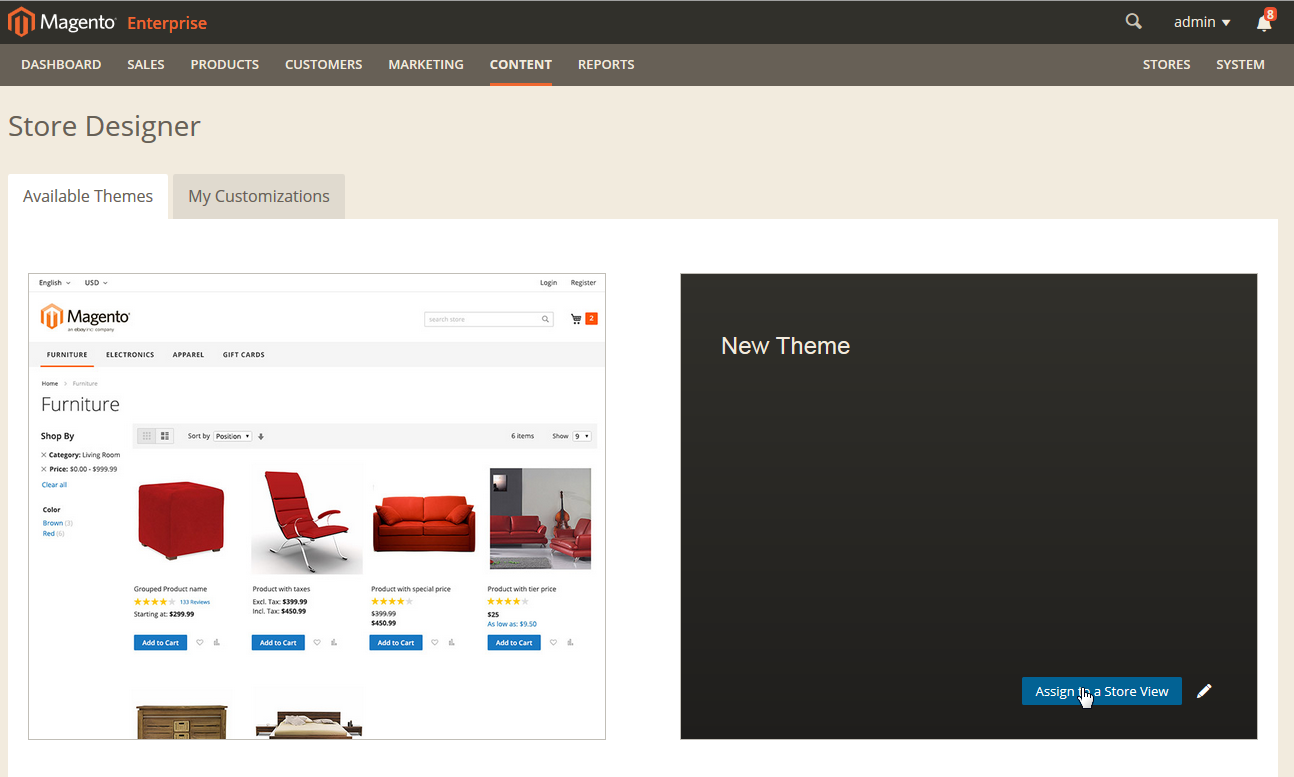 Magento Enterprise
admin
8
DASHBOARD SALES PRODUCTS CUSTOMERS MARKETING CONTENT REPORTS STORES SYSTEM
Store Designer
Available Themes
My Customizations
English USD Login Register
Magento
an ebay inc. company
search store
2
FURNITURE ELECTRONICS APPAREL GIFT CARDS
Home > Furniture
Furniture
Shop By
Sort by Position
6 items Show 9
× Category: Living Room
× Price: $0.00 - $999.99
Clear all
Color
Brown (3)
Red (6)
Grouped Product name
133 Reviews
Starting at: $299.99
Add to Cart
Product with taxes
Excl. Tax: $399.99
Incl. Tax: $450.99
Add to Cart
Product with special price
$399.99
$450.99
Add to Cart
Product with tier price
$25
As low as: $9.50
Add to Cart
New Theme
Assign to a Store View